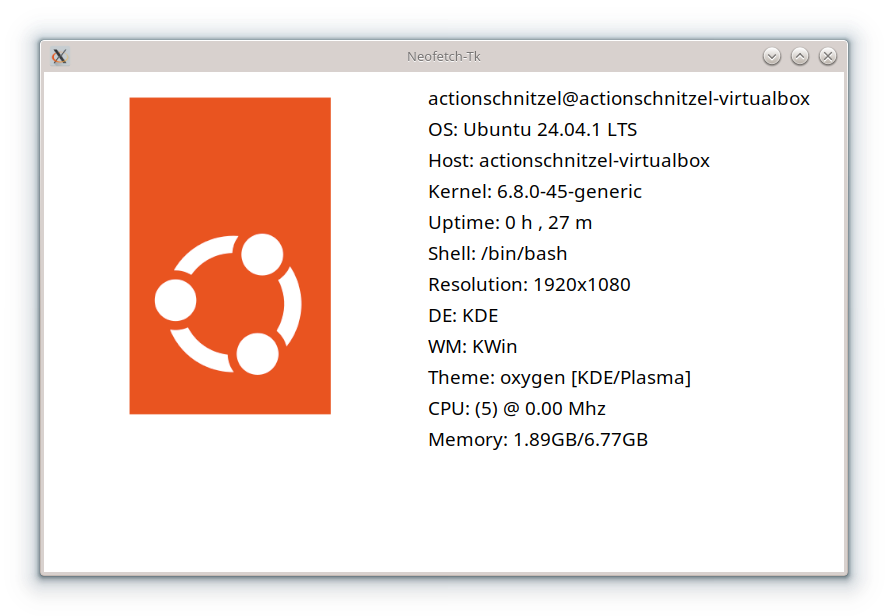 Neofetch-Tk
actionschnitzel@actionschnitzel-virtualbox
OS: Ubuntu 24.04.1 LTS
Host: actionschnitzel-virtualbox
Kernel: 6.8.0-45-generic
Uptime: 0 h , 27 m
Shell: /bin/bash
Resolution: 1920x1080
DE: KDE
WM: KWin
Theme: oxygen [KDE/Plasma]
CPU: (5) @ 0.00 Mhz
Memory: 1.89GB/6.77GB